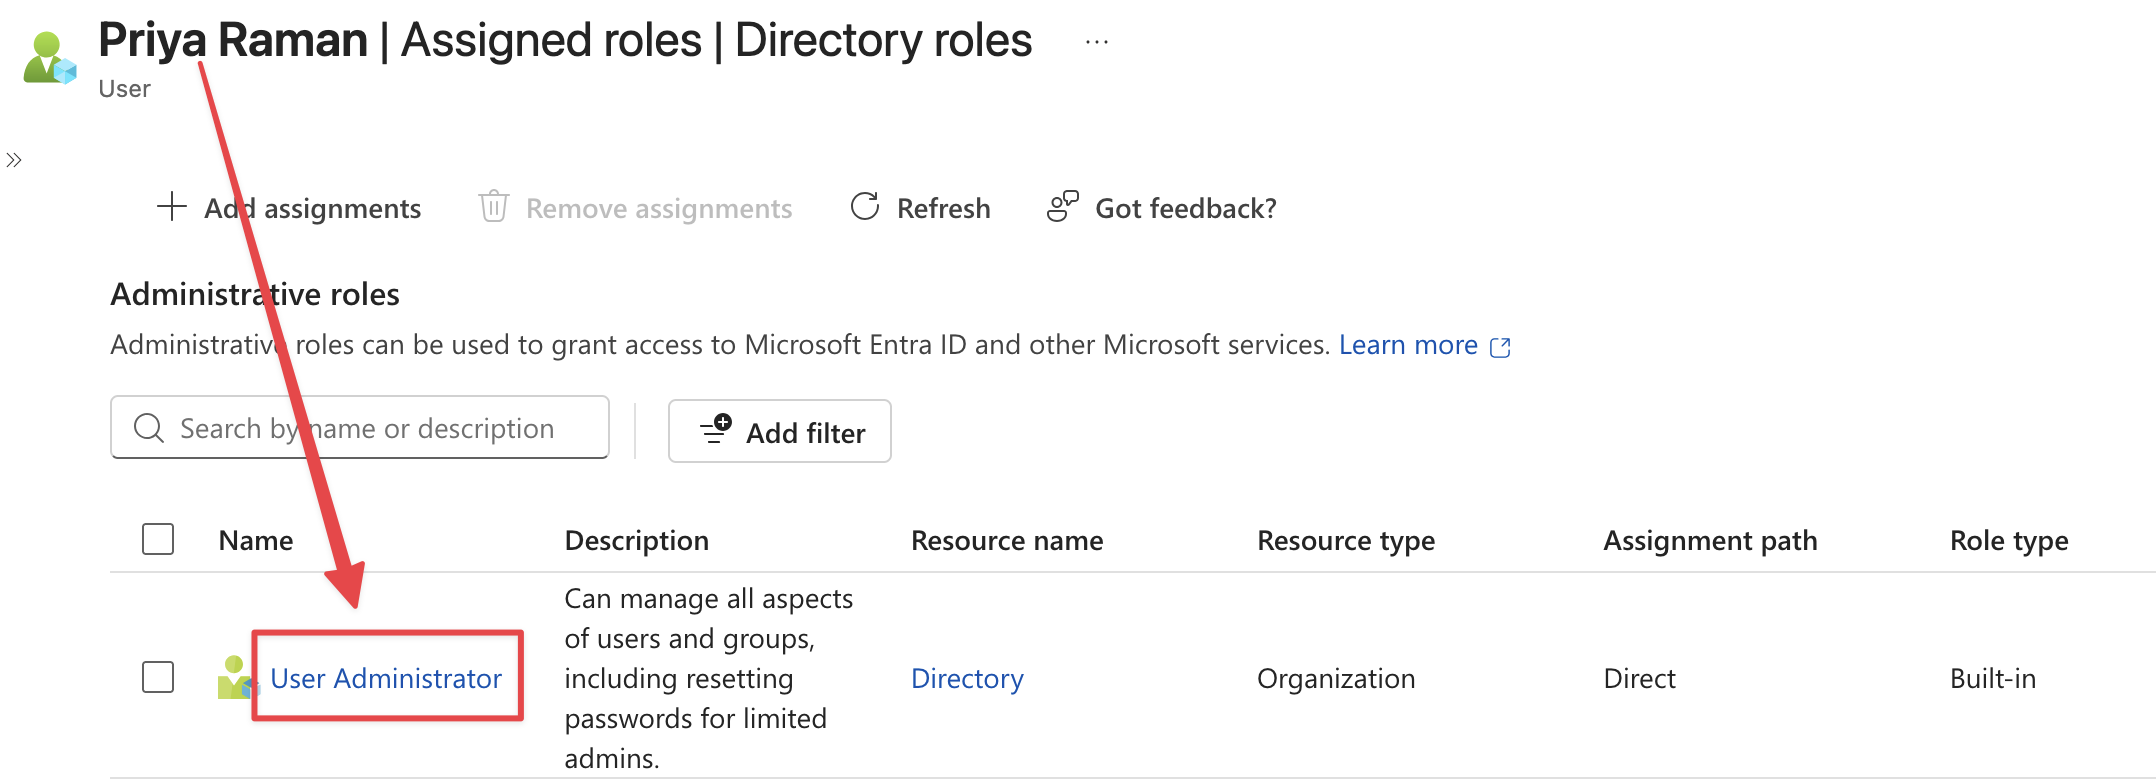 Priya Raman | Assigned roles | Directory roles ...
User
Add assignments Remove assignments Refresh Got feedback?
Administrative roles
Administrative roles can be used to grant access to Microsoft Entra ID and other Microsoft services. Learn more
Search by name or description Add filter
Name Description Resource name Resource type Assignment path Role type
User Administrator
Can manage all aspects
of users and groups,
including resetting
passwords for limited
admins.
Directory
Organization
Direct
Built-in